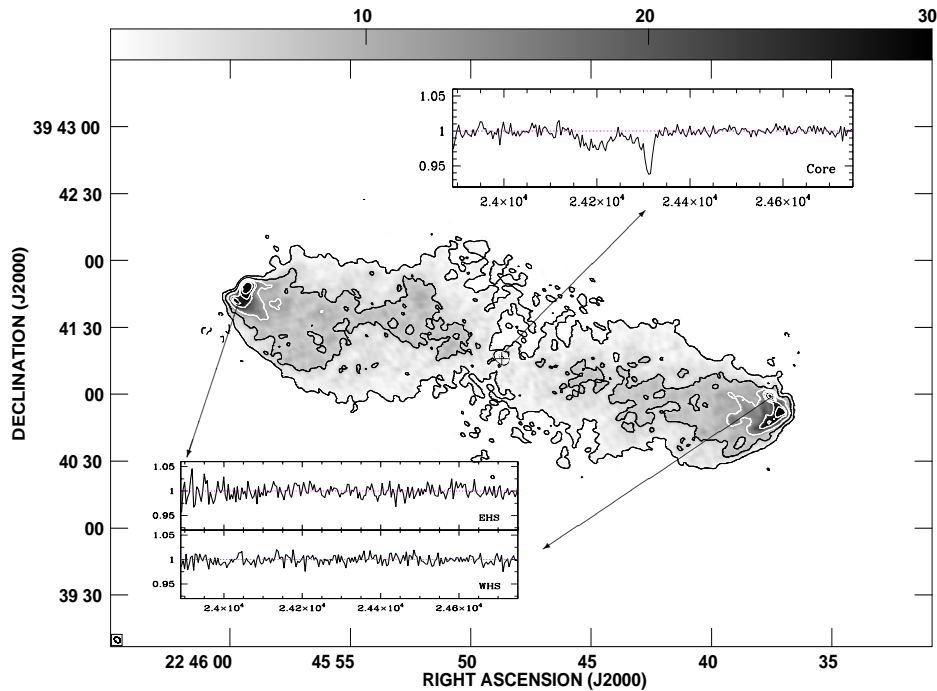 10 20 30
1.05
1
0.95
Core
2.4×10⁴ 2.42×10⁴ 2.44×10⁴ 2.46×10⁴
39 43 00
42 30
00
41 30
00
40 30
00
39 30
DECLINATION (J2000)
1.05
1
0.95
EHS
1.05
1
0.95
WHS
2.4×10⁴ 2.42×10⁴ 2.44×10⁴ 2.46×10⁴
22 46 00 45 55 50 45 40 35
RIGHT ASCENSION (J2000)